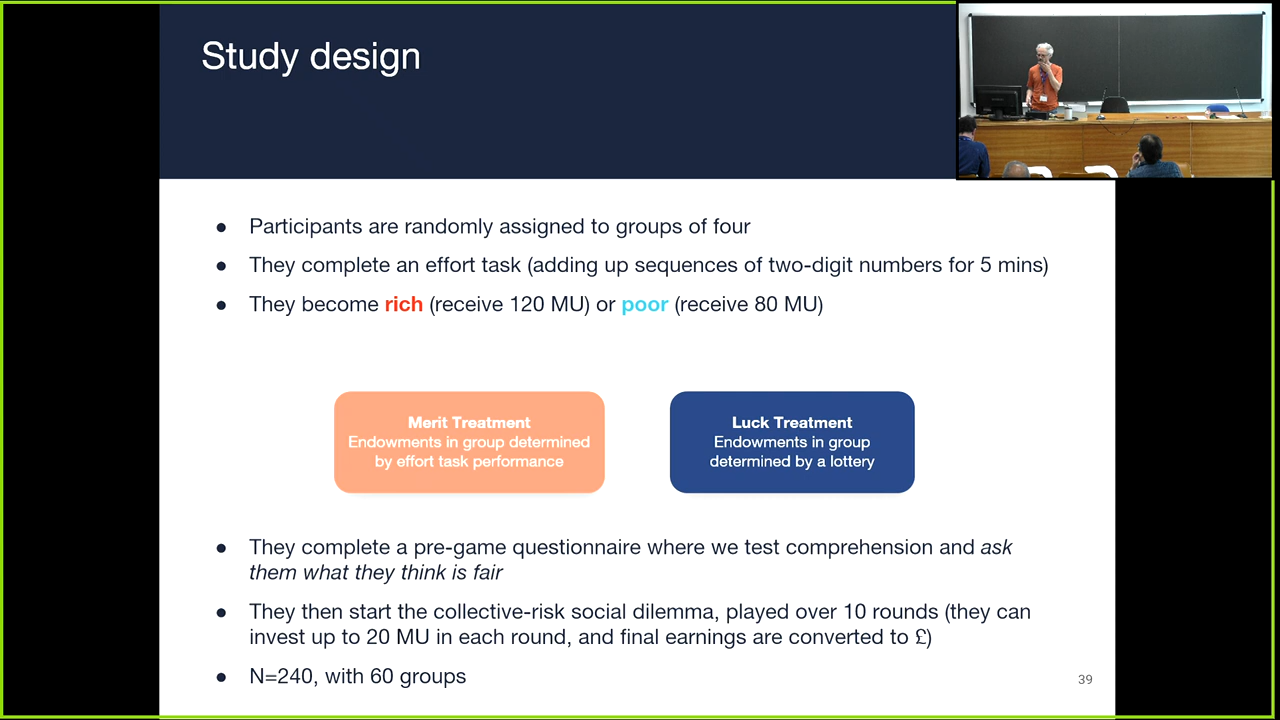 Study design
● Participants are randomly assigned to groups of four
● They complete an effort task (adding up sequences of two-digit numbers for 5 mins)
● They become rich (receive 120 MU) or poor (receive 80 MU)
Merit Treatment
Endowments in group determined
by effort task performance
Luck Treatment
Endowments in group
determined by a lottery
● They complete a pre-game questionnaire where we test comprehension and ask
them what they think is fair
● They then start the collective-risk social dilemma, played over 10 rounds (they can
invest up to 20 MU in each round, and final earnings are converted to £)
● N=240, with 60 groups
39